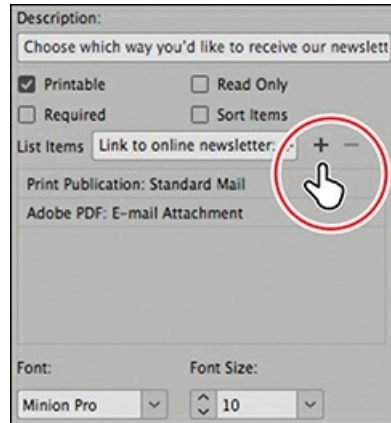 Description:
Choose which way you'd like to receive our newslett
Printable Read Only
Required Sort Items
List Items Link to online newsletter:
Print Publication: Standard Mail
Adobe PDF: E-mail Attachment
Font: Font Size:
Minion Pro 10